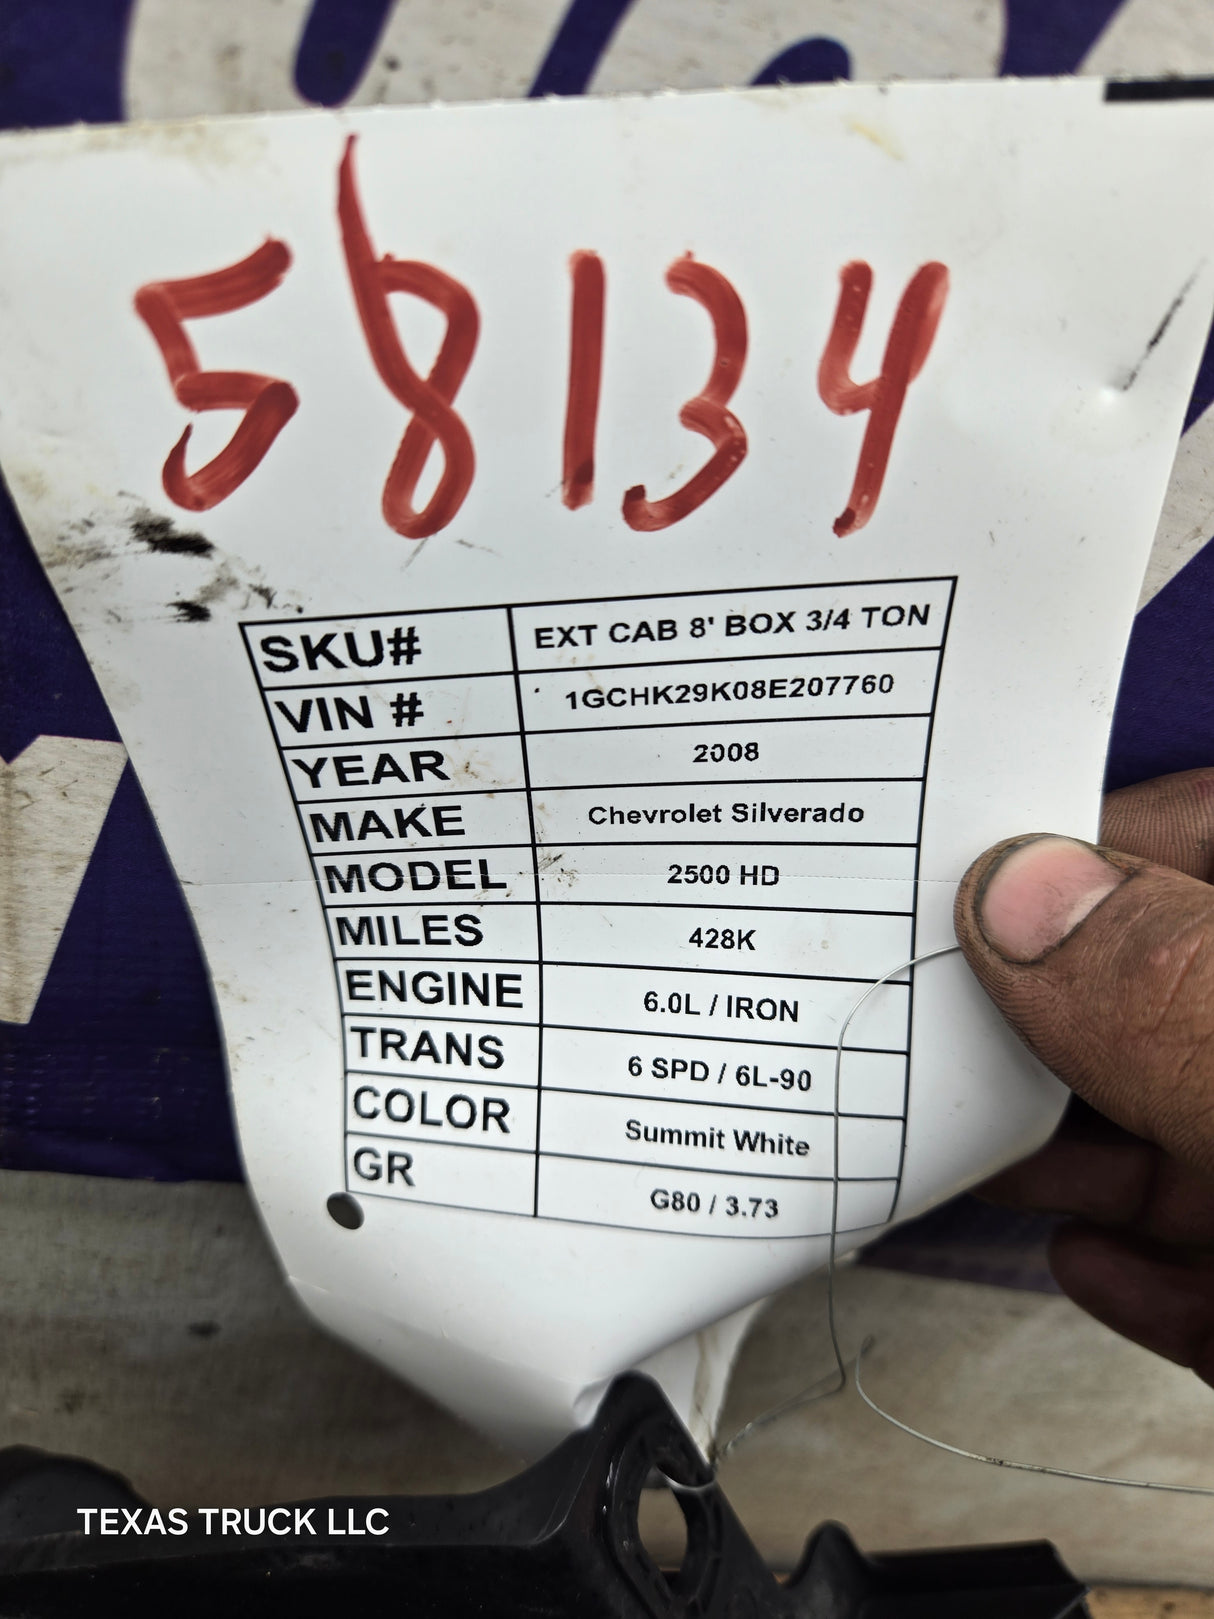 58134
SKU# EXT CAB 8' BOX 3/4 TON
VIN # 1GCHK29K08E207760
YEAR 2008
MAKE Chevrolet Silverado
MODEL 2500 HD
MILES 428K
ENGINE 6.0L / IRON
TRANS 6 SPD / 6L-90
COLOR Summit White
GR G80 / 3.73
TEXAS TRUCK LLC